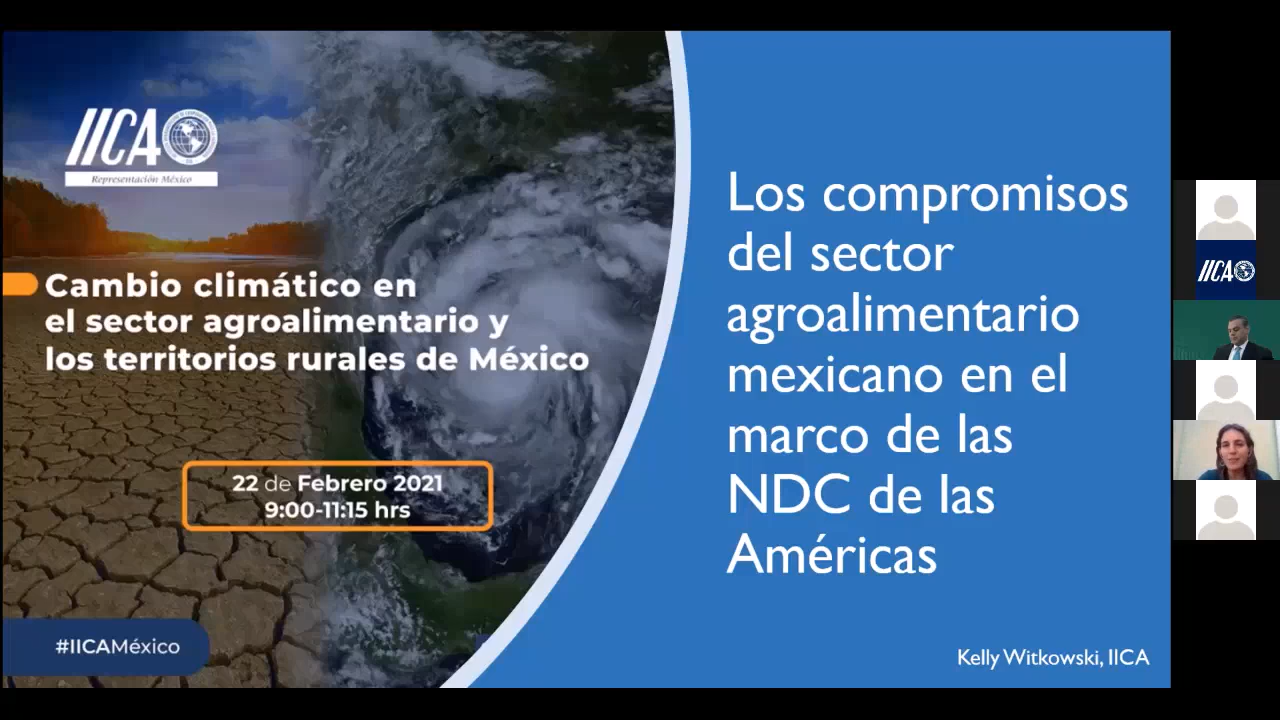 IICA
Representación México
Cambio climático en
el sector agroalimentario y
los territorios rurales de México
22 de Febrero 2021
9:00-11:15 hrs
#IICAMéxico
Los compromisos
del sector
agroalimentario
mexicano en el
marco de las
NDC de las
Américas
Kelly Witkowski, IICA
IICA